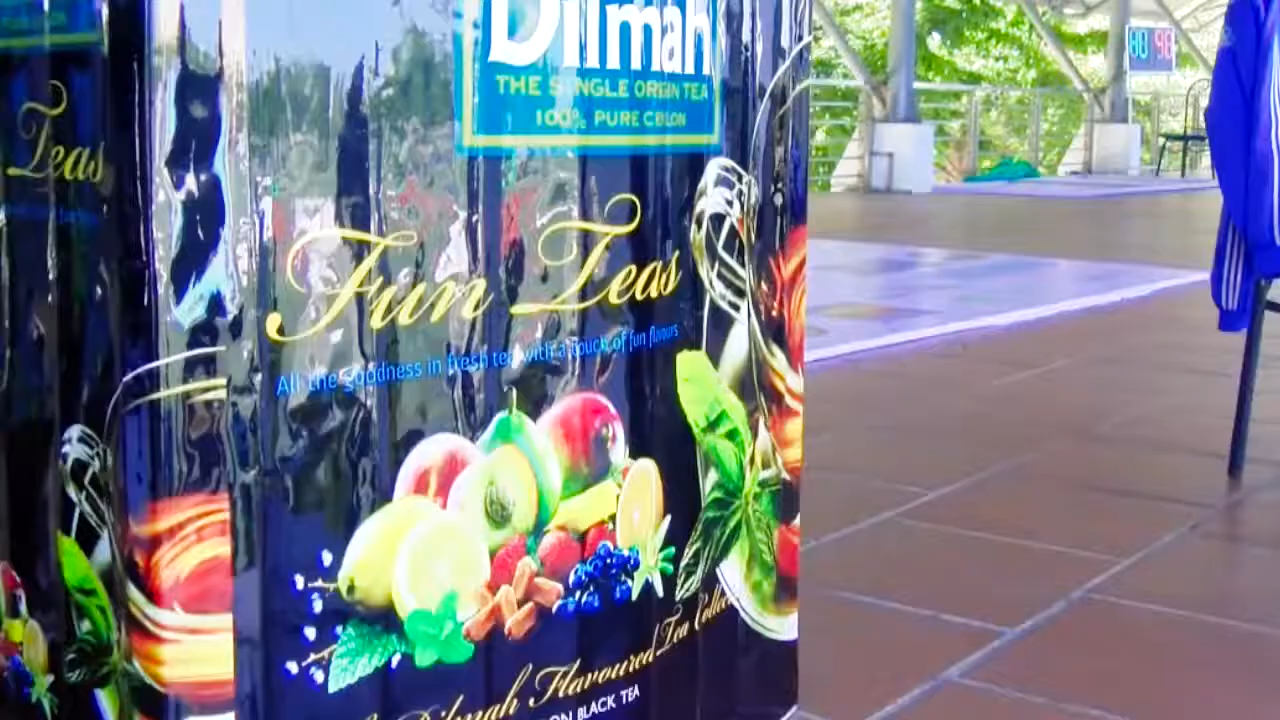 Dilmah
THE SINGLE ORIGIN TEA
100% PURE CEYLON
Teas
Fun Teas
All the goodness in fresh tea with a touch of fun flavours
Dilmah Flavoured Tea
BLACK TEA